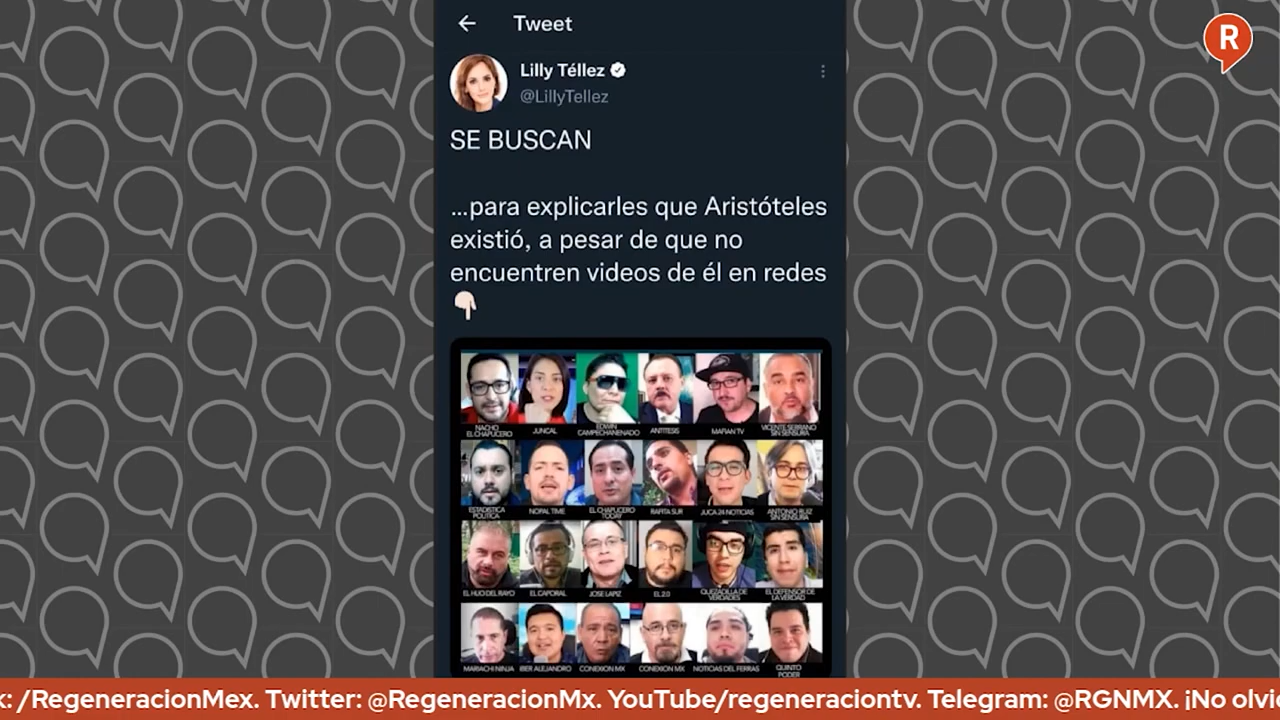 Tweet
R
Lilly Téllez
@LillyTellez
SE BUSCAN
...para explicarles que Aristóteles
existió, a pesar de que no
encuentren videos de él en redes
NACHO EL CHAPUCERO
JUNCAL
EDWIN CAMPECHANENADO
ANTITESIS
MAFIAN TV
VICENTE SERRANO SIN SENSURA
ESTADISTICA POLITICA
NOPAL TIME
EL CHAPUCERO TODAY
RAFITA SUR
JUCA 24 NOTICIAS
ANTONIO RUIZ SIN SENSURA
EL HIJO DEL RAYO
EL CAPORAL
JOSE LAPIZ
EL 2.0
QUEZADILLA DE VERDADES
EL DEFENSOR DE LA VERDAD
MARIACHI NINJA
IBER ALEJANDRO
CONEXION MX
CONEXION MX
NOTICIAS DEL FERRAS
QUINTO PODER
k: /RegeneracionMex. Twitter: @RegeneracionMx. YouTube/regeneraciontv. Telegram: @RGNMX. ¡No olvi